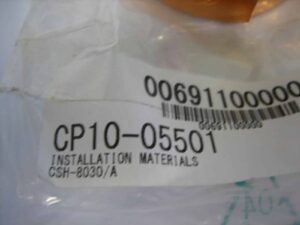 00691100000
00691100000
CP10-05501
INSTALLATION MATERIALS
CSH-8030/A